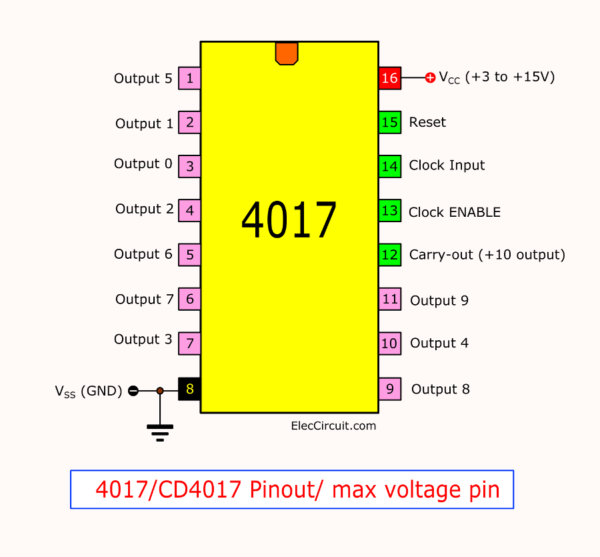 Output 5 1
16 V_CC (+3 to +15V)
Output 1 2
15 Reset
Output 0 3
14 Clock Input
Output 2 4
13 Clock ENABLE
4017
Output 6 5
12 Carry-out (+10 output)
Output 7 6
11 Output 9
Output 3 7
10 Output 4
V_SS (GND) 8
9 Output 8
ElecCircuit.com
4017/CD4017 Pinout/ max voltage pin